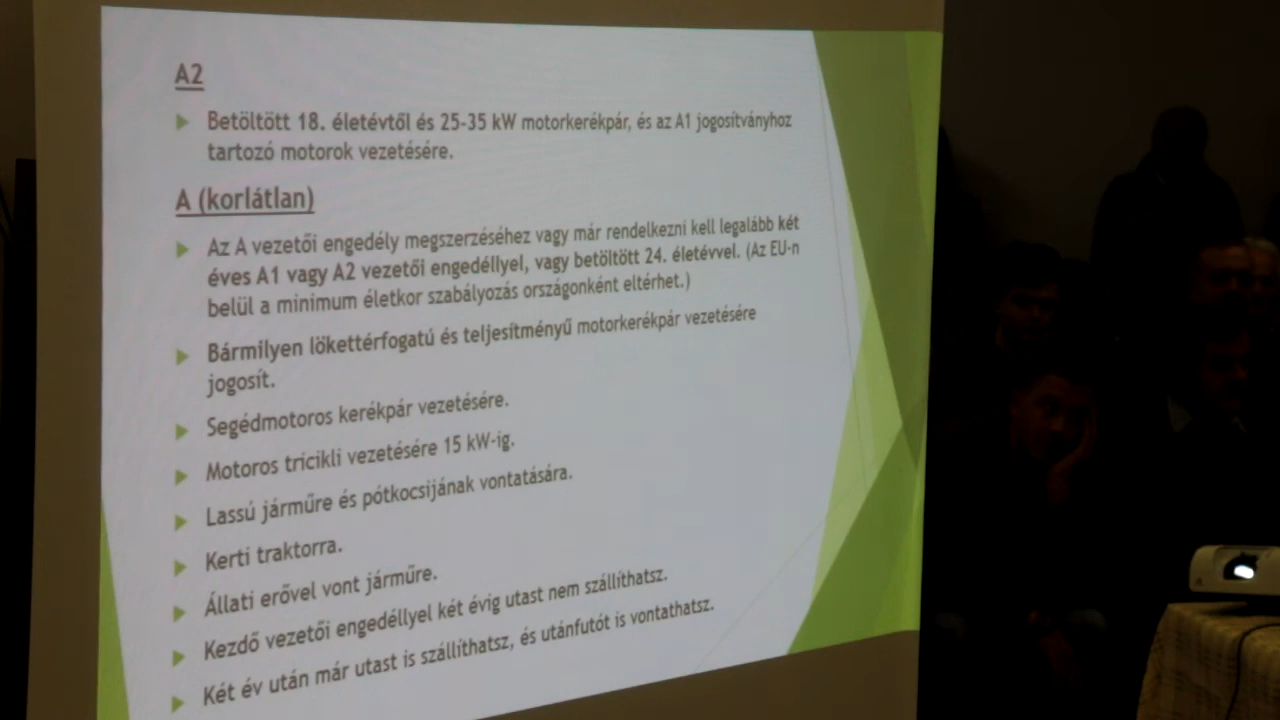 A2
Betöltött 18. életévtől és 25-35 kW motorkerékpár, és az A1 jogosítványhoz
tartozó motorok vezetésére.
A (korlátlan)
Az A vezetői engedély megszerzéséhez vagy már rendelkezni kell legalább két
éves A1 vagy A2 vezetői engedéllyel, vagy betöltött 24. életévvel. (Az EU-n
belül a minimum életkor szabályozás országonként eltérhet.)
Bármilyen lökettérfogatú és teljesítményű motorkerékpár vezetésére
jogosít.
Segédmotoros kerékpár vezetésére.
Motoros tricikli vezetésére 15 kW-ig.
Lassú járműre és pótkocsijának vontatására.
Kerti traktorra.
Állati erővel vont járműre.
Kezdő vezetői engedéllyel két évig utast nem szállíthatsz.
Két év után már utast is szállíthatsz, és utánfutót is vontathatsz.